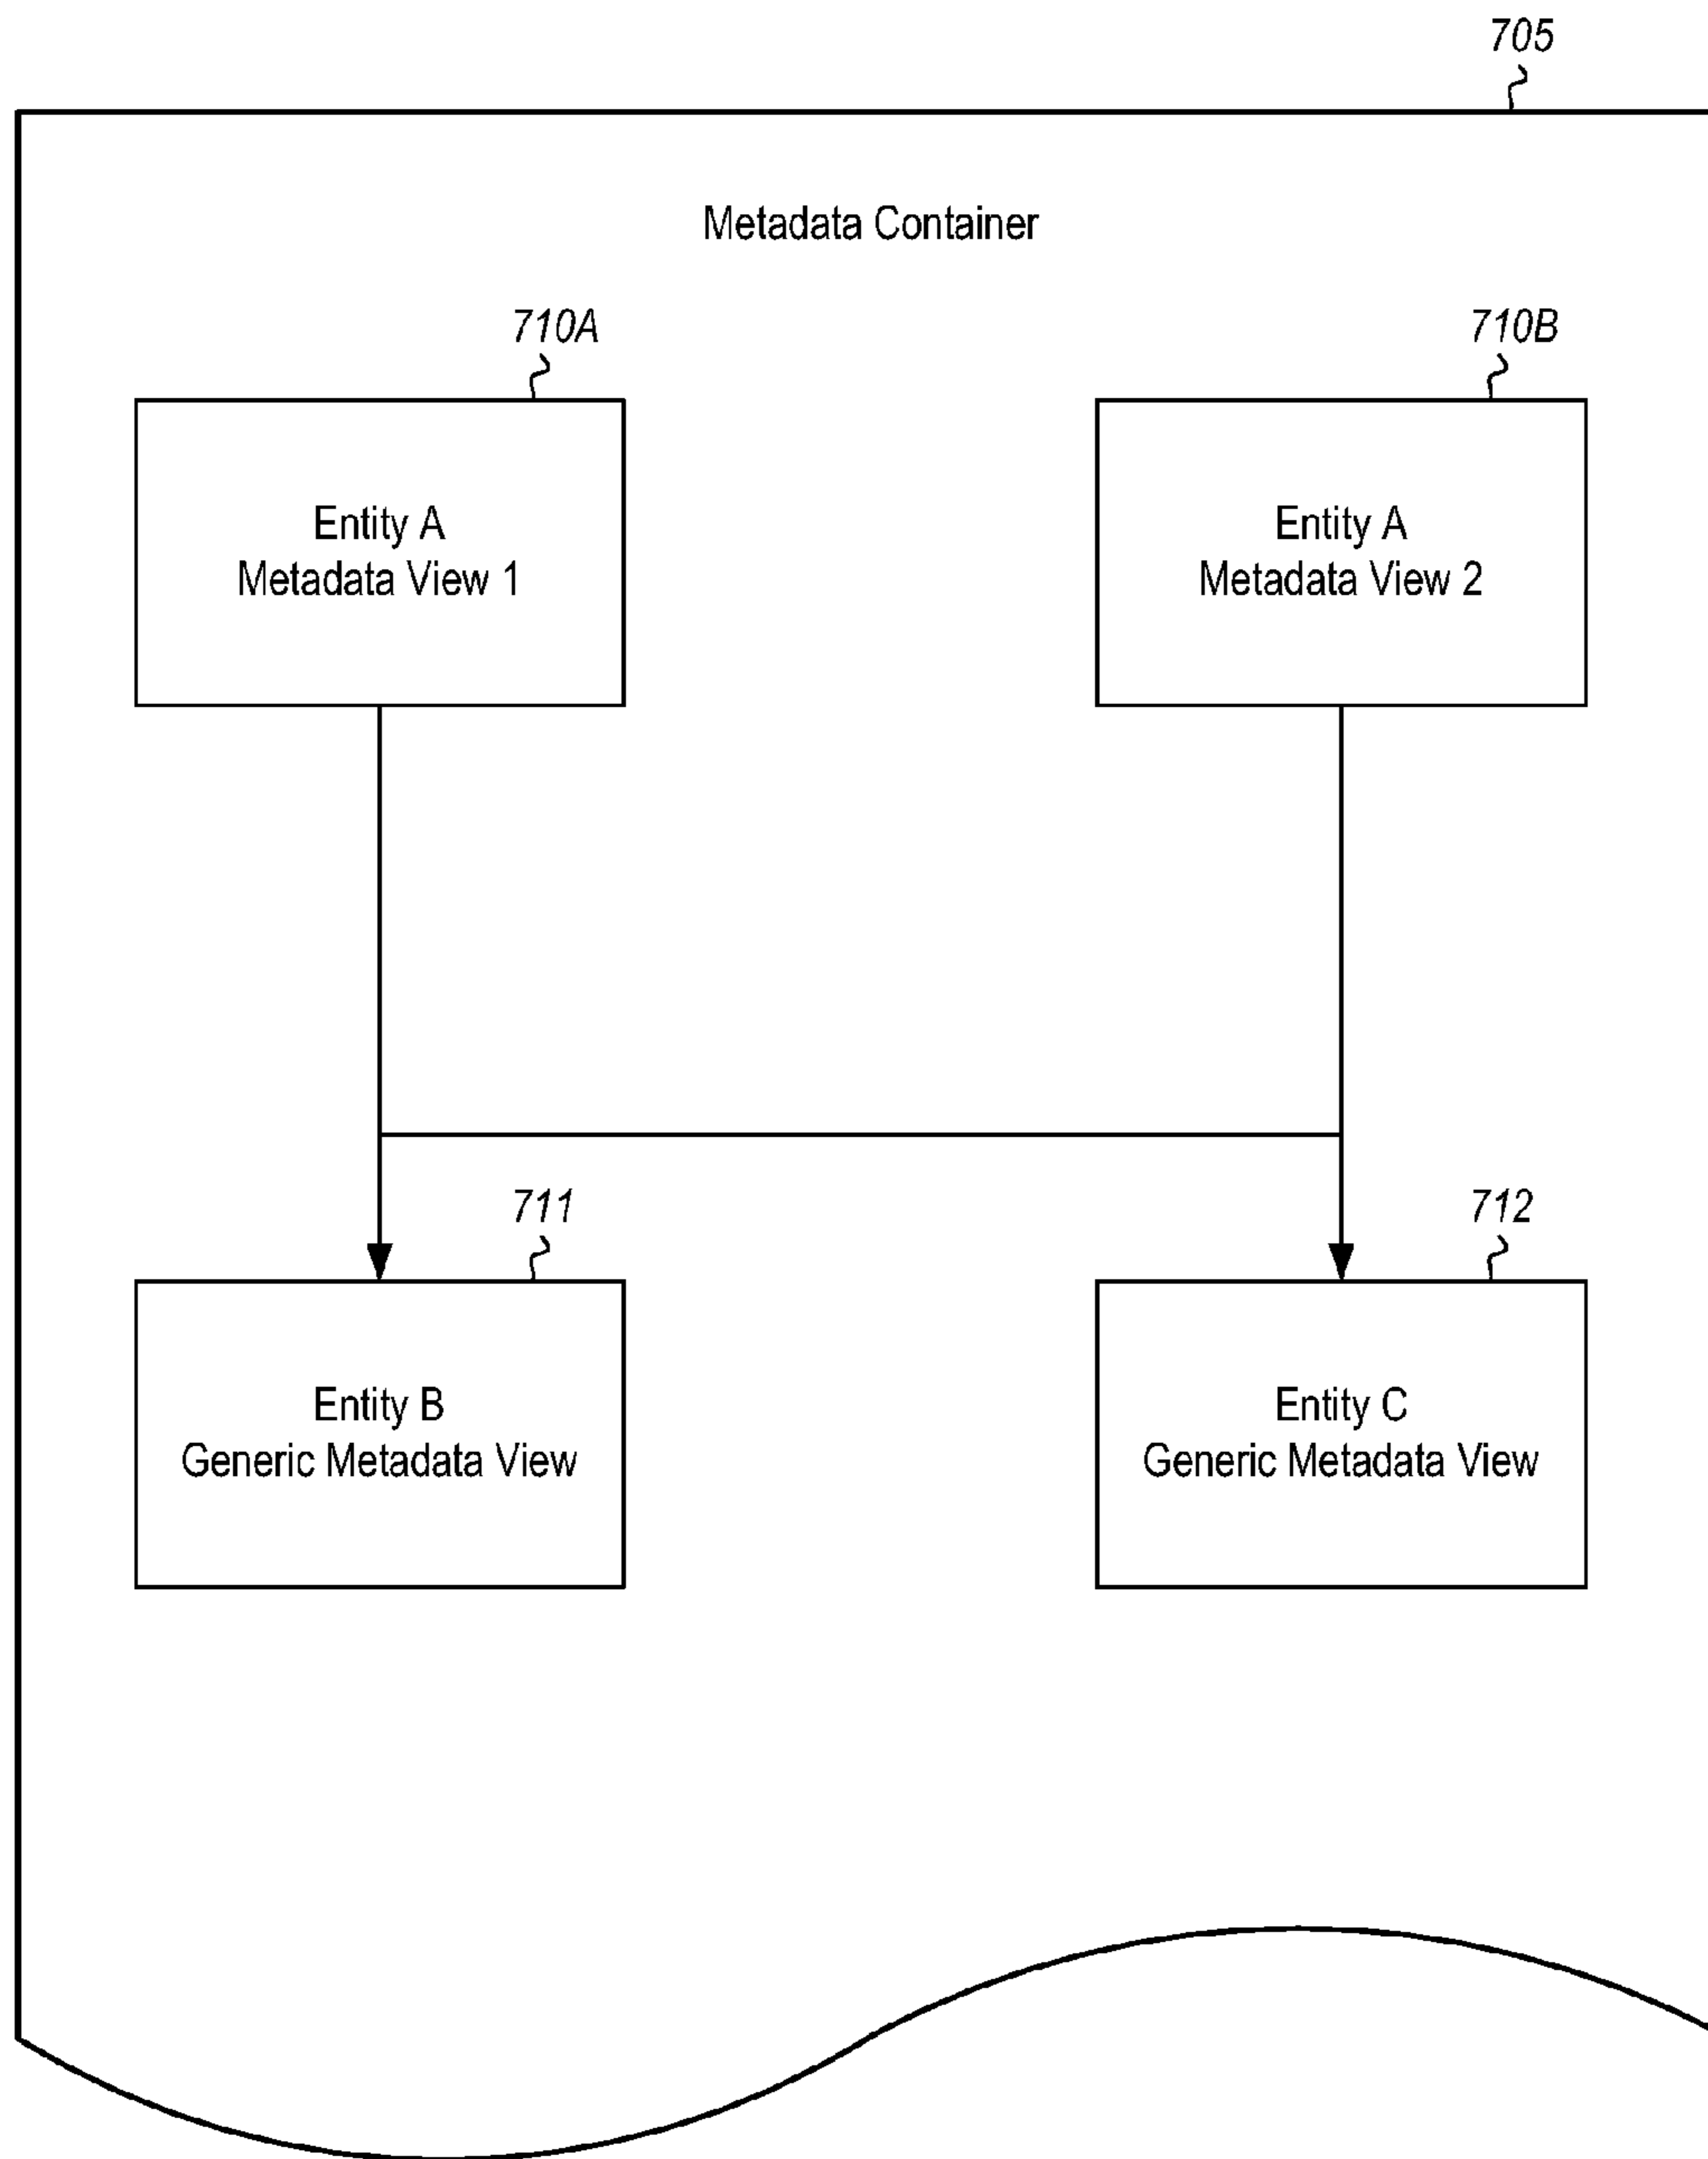 705
Metadata Container
710A
710B
Entity A
Metadata View 1
Entity A
Metadata View 2
711
712
Entity B
Generic Metadata View
Entity C
Generic Metadata View